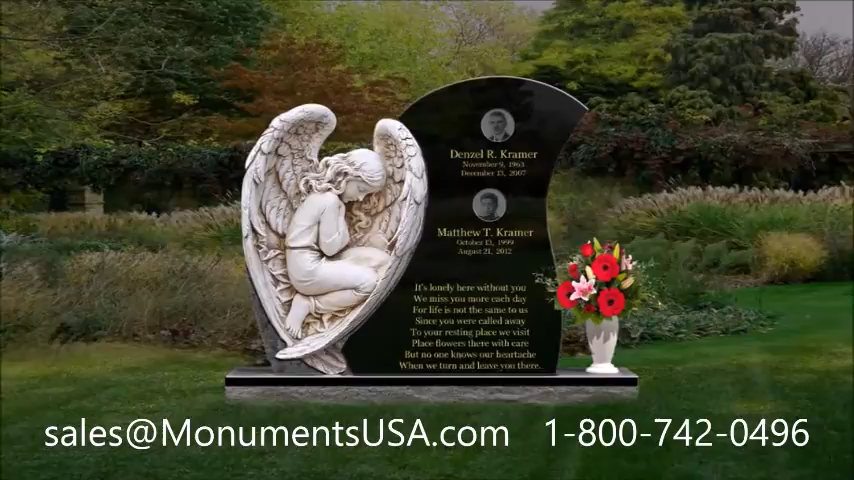 Denzel R. Kramer
November 9, 1963
December 13, 2007
Matthew T. Kramer
October 13, 1999
August 21, 2012
It's lonely here without you
We miss you more each day
For life is not the same to us
Since you were called away
To your resting place we visit
Place flowers there with care
But no one knows our heartache
When we turn and leave you there.
sales@MonumentsUSA.com 1-800-742-0496